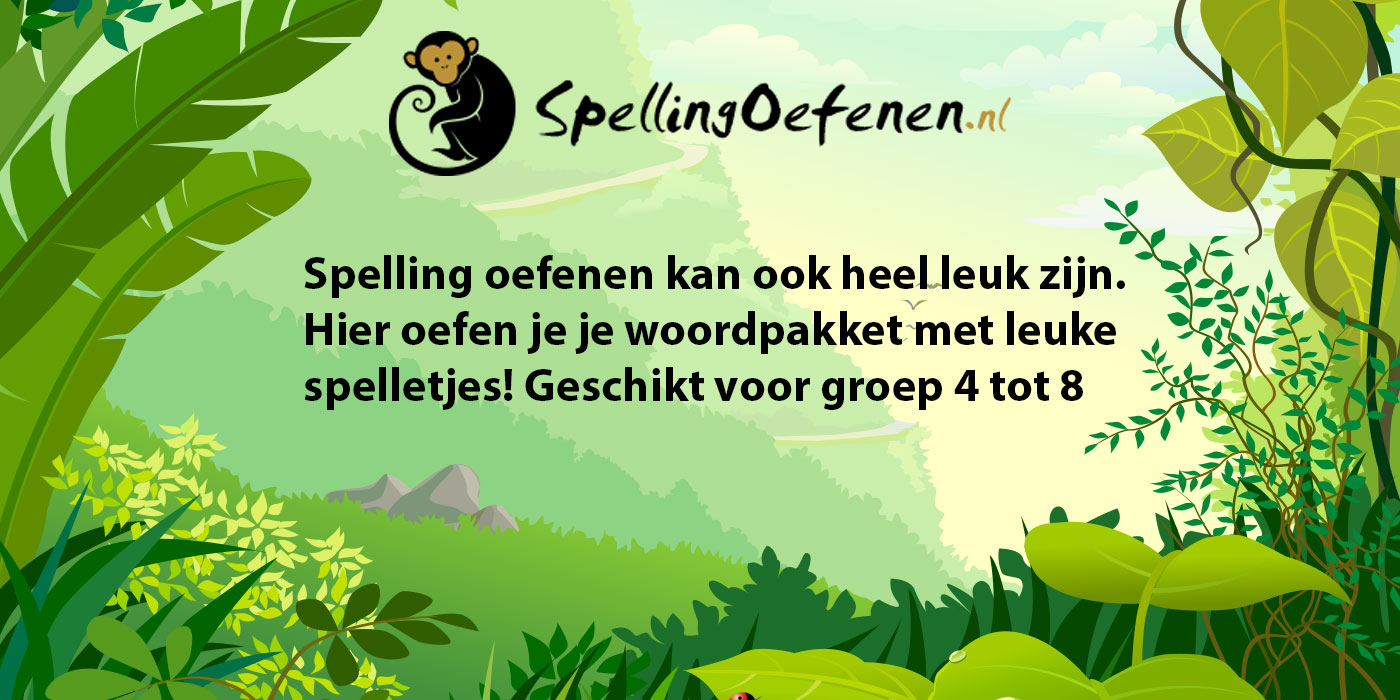 SpellingOefenen.nl
Spelling oefenen kan ook heel leuk zijn.
Hier oefen je je woordpakket met leuke
spelletjes! Geschikt voor groep 4 tot 8